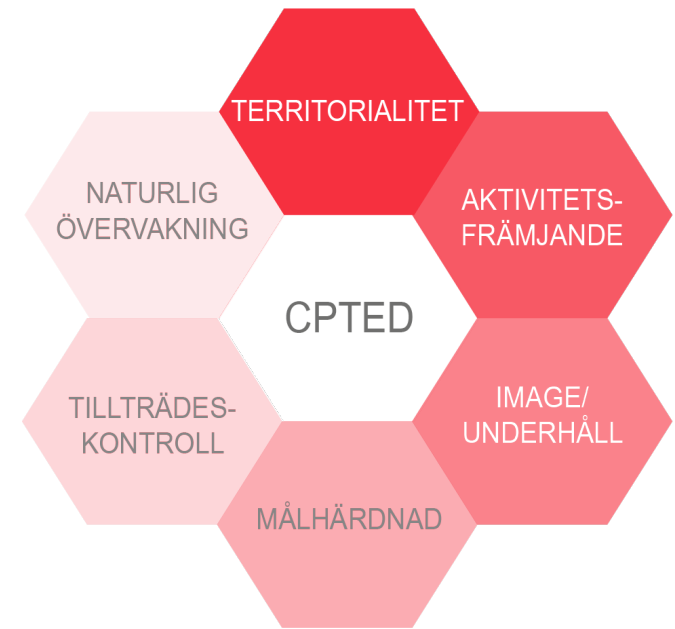 TERRITORIALITET
AKTIVITETS-
FRÄMJANDE
IMAGE/
UNDERHÅLL
MÅLHÄRDNAD
TILLTRÄDES-
KONTROLL
NATURLIG
ÖVERVAKNING
CPTED